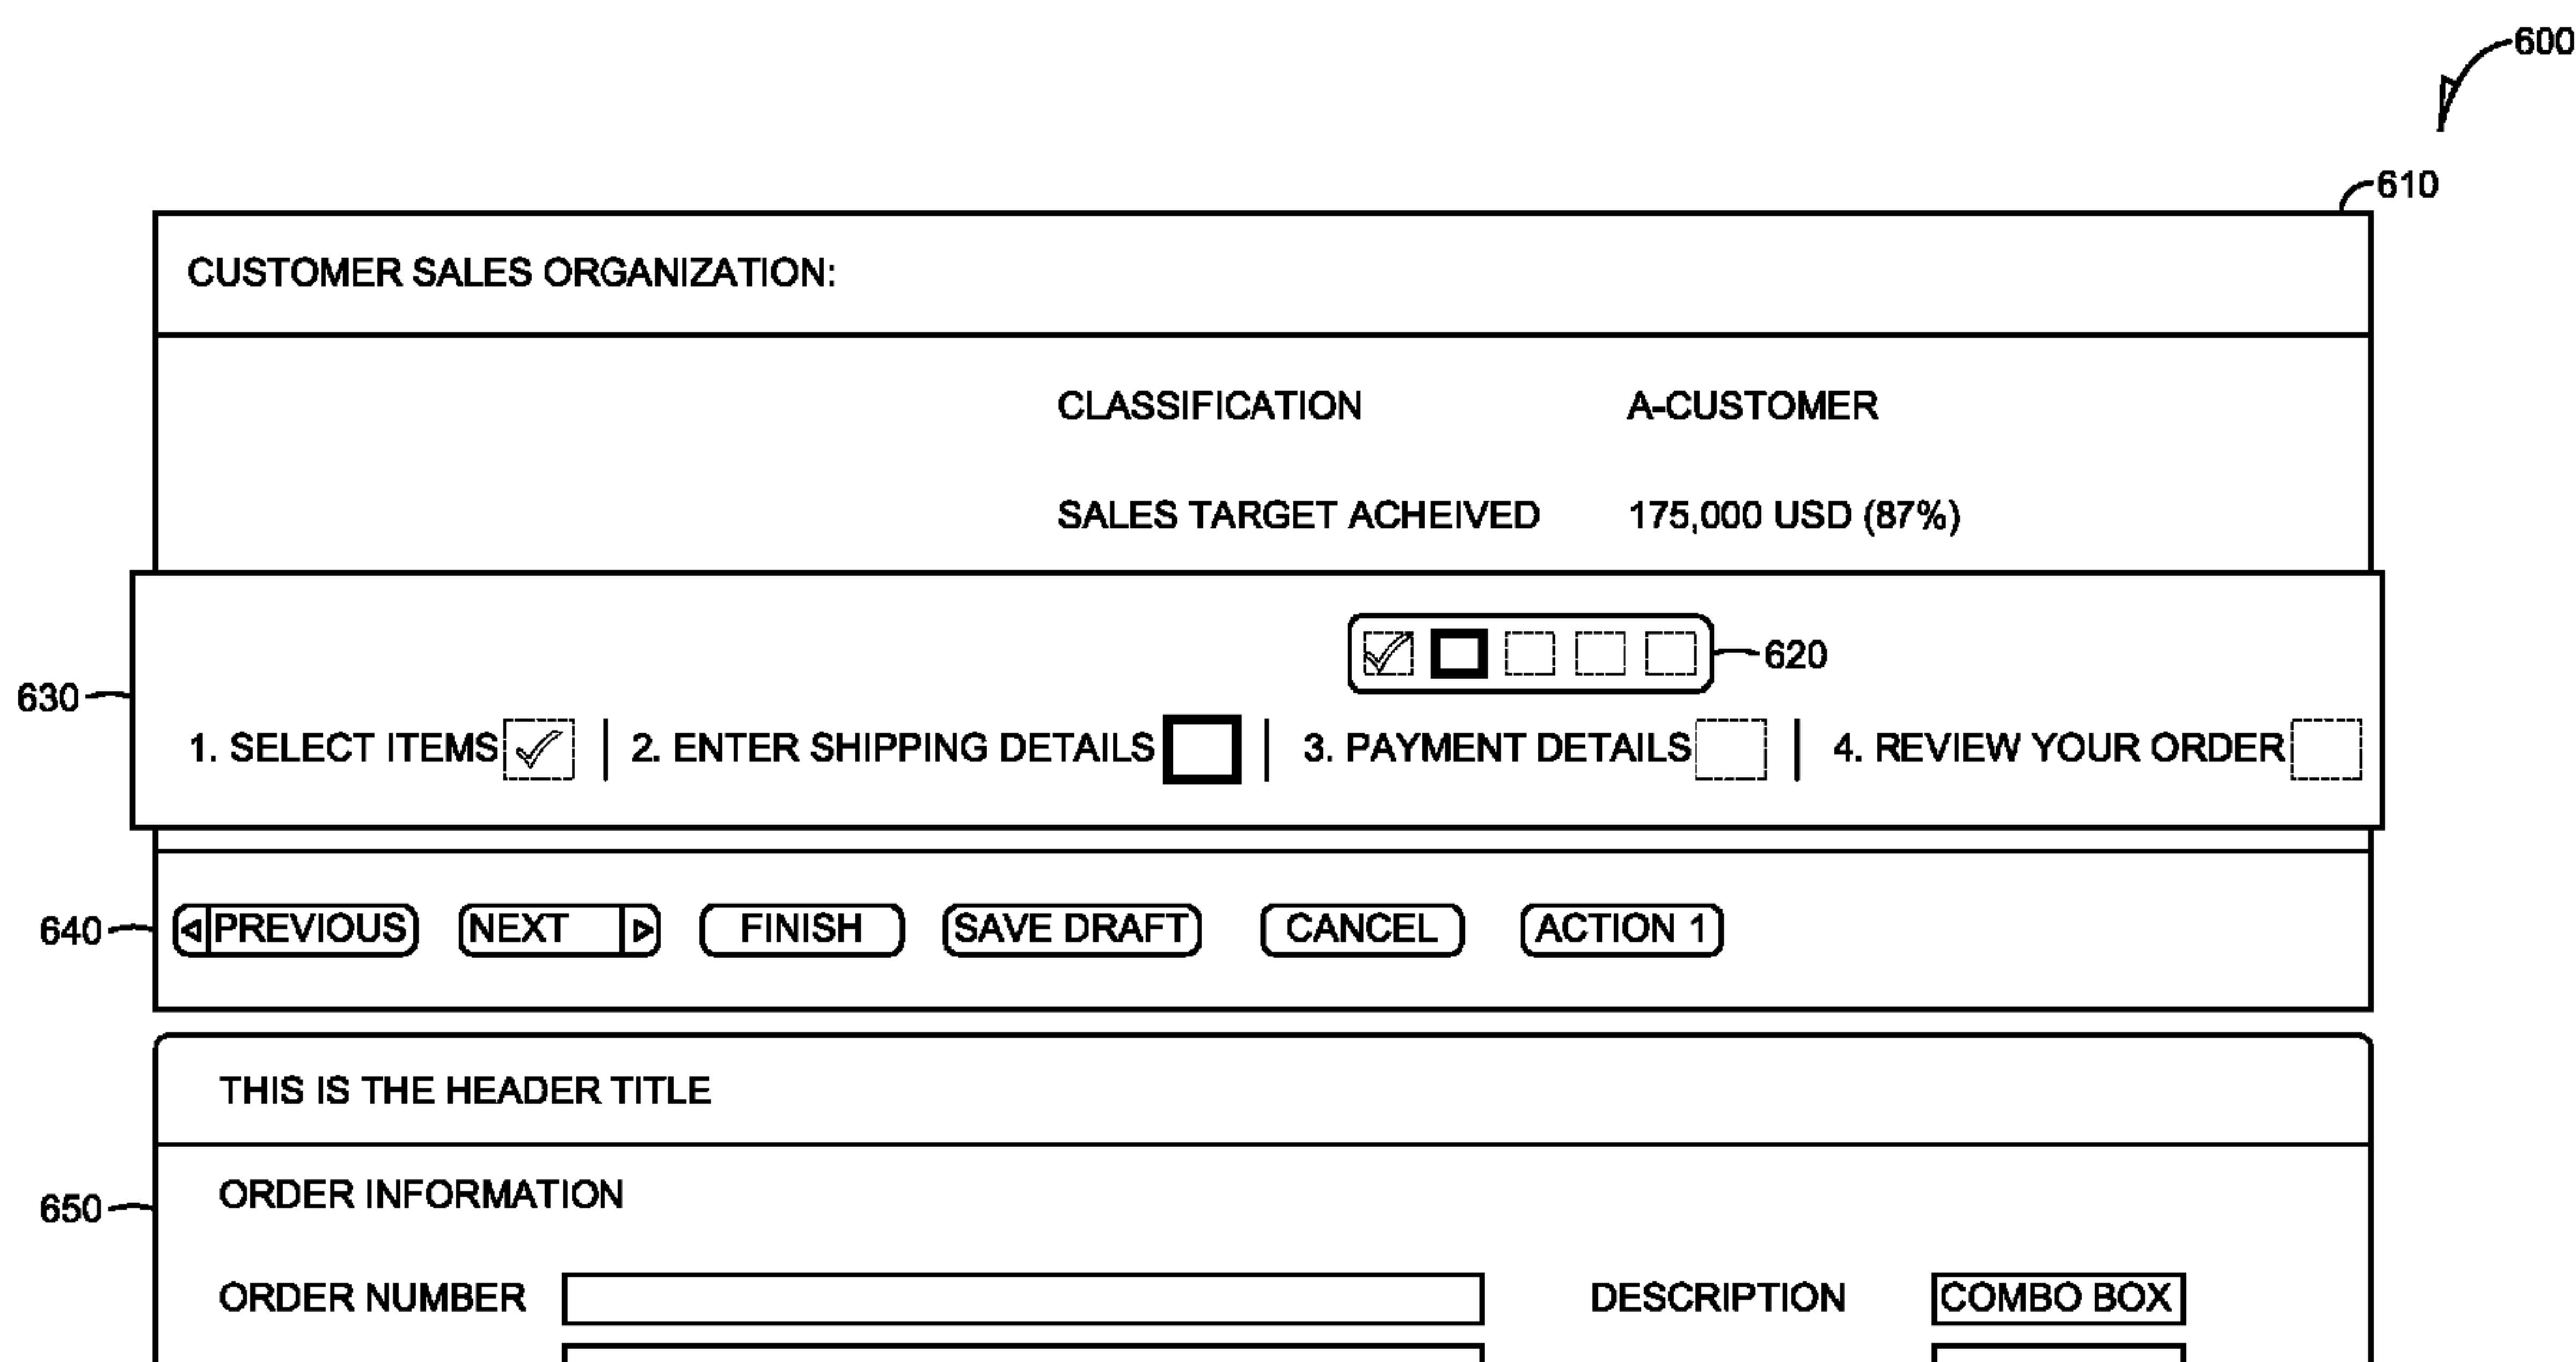 600
610
CUSTOMER SALES ORGANIZATION:
CLASSIFICATION A-CUSTOMER
SALES TARGET ACHEIVED 175,000 USD (87%)
620
630
1. SELECT ITEMS | 2. ENTER SHIPPING DETAILS | 3. PAYMENT DETAILS | 4. REVIEW YOUR ORDER
640 PREVIOUS NEXT FINISH SAVE DRAFT CANCEL ACTION 1
THIS IS THE HEADER TITLE
ORDER INFORMATION
650
ORDER NUMBER DESCRIPTION COMBO BOX